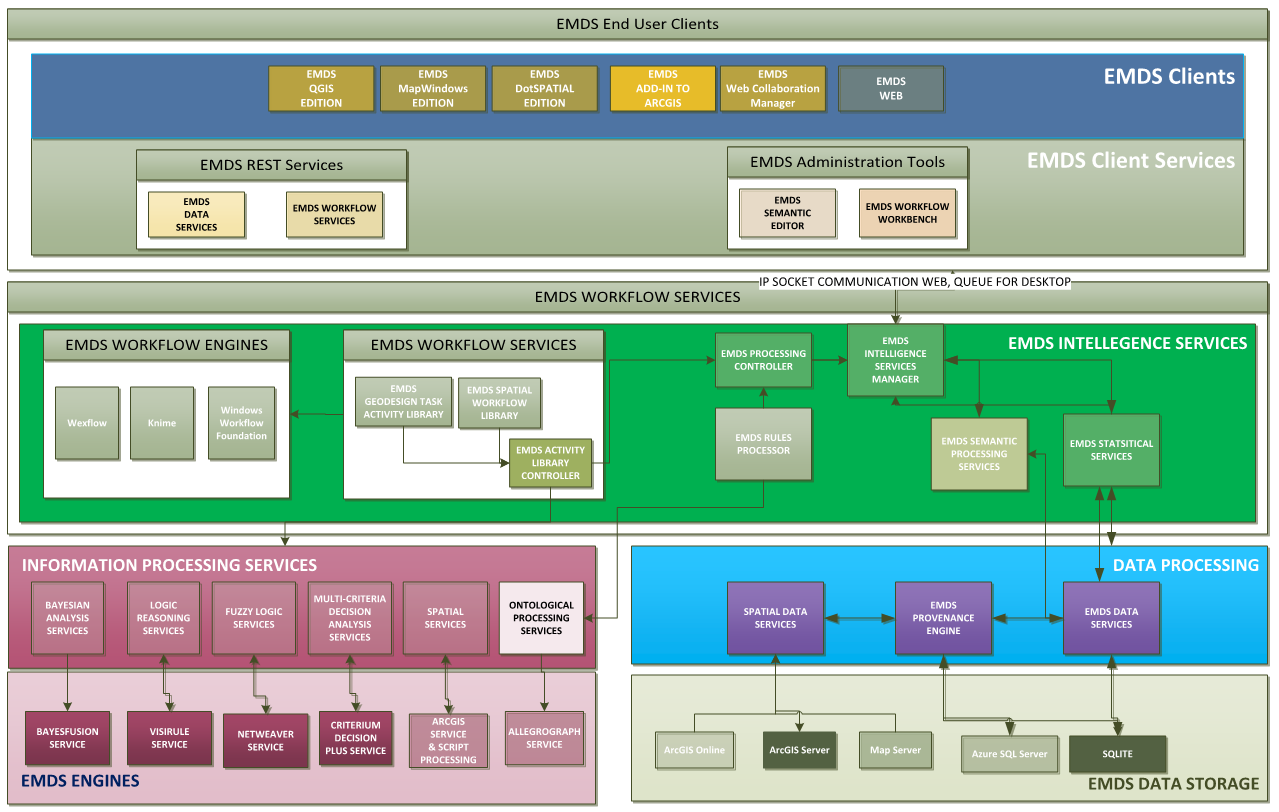 EMDS End User Clients
EMDS
QGIS
EDITION
EMDS
MapWindows
EDITION
EMDS
DotSPATIAL
EDITION
EMDS
ADD-IN TO
ARCGIS
EMDS
Web Collaboration
Manager
EMDS
WEB
EMDS Clients
EMDS REST Services
EMDS
DATA
SERVICES
EMDS WORKFLOW
SERVICES
EMDS Administration Tools
EMDS
SEMANTIC
EDITOR
EMDS WORKFLOW
WORKBENCH
EMDS Client Services
IP SOCKET COMMUNICATION WEB, QUEUE FOR DESKTOP
EMDS WORKFLOW SERVICES
EMDS WORKFLOW ENGINES
Wexflow
Knime
Windows
Workflow
Foundation
EMDS WORKFLOW SERVICES
EMDS
GEODESIGN TASK
ACTIVITY LIBRARY
EMDS SPATIAL
WORKFLOW
LIBRARY
EMDS ACTIVITY
LIBRARY
CONTROLLER
EMDS PROCESSING
CONTROLLER
EMDS RULES
PROCESSOR
EMDS
INTELLIGENCE
SERVICES
MANAGER
EMDS INTELLEGENCE SERVICES
EMDS SEMANTIC
PROCESSING
SERVICES
EMDS STATSITICAL
SERVICES
INFORMATION PROCESSING SERVICES
BAYESIAN
ANALYSIS
SERVICES
LOGIC
REASONING
SERVICES
FUZZY LOGIC
SERVICES
MULTI-CRITERIA
DECISION
ANALYSIS
SERVICES
SPATIAL
SERVICES
ONTOLOGICAL
PROCESSING
SERVICES
DATA PROCESSING
SPATIAL DATA
SERVICES
EMDS
PROVENANCE
ENGINE
EMDS DATA
SERVICES
BAYESFUSION
SERVICE
VISIRULE
SERVICE
NETWEAVER
SERVICE
CRITERIUM
DECISION
PLUS SERVICE
ARCGIS
SERVICE
& SCRIPT
PROCESSING
ALLEGROGRAPH
SERVICE
EMDS ENGINES
ArcGIS Online
ArcGIS Server
Map Server
Azure SQL Server
SQLITE
EMDS DATA STORAGE